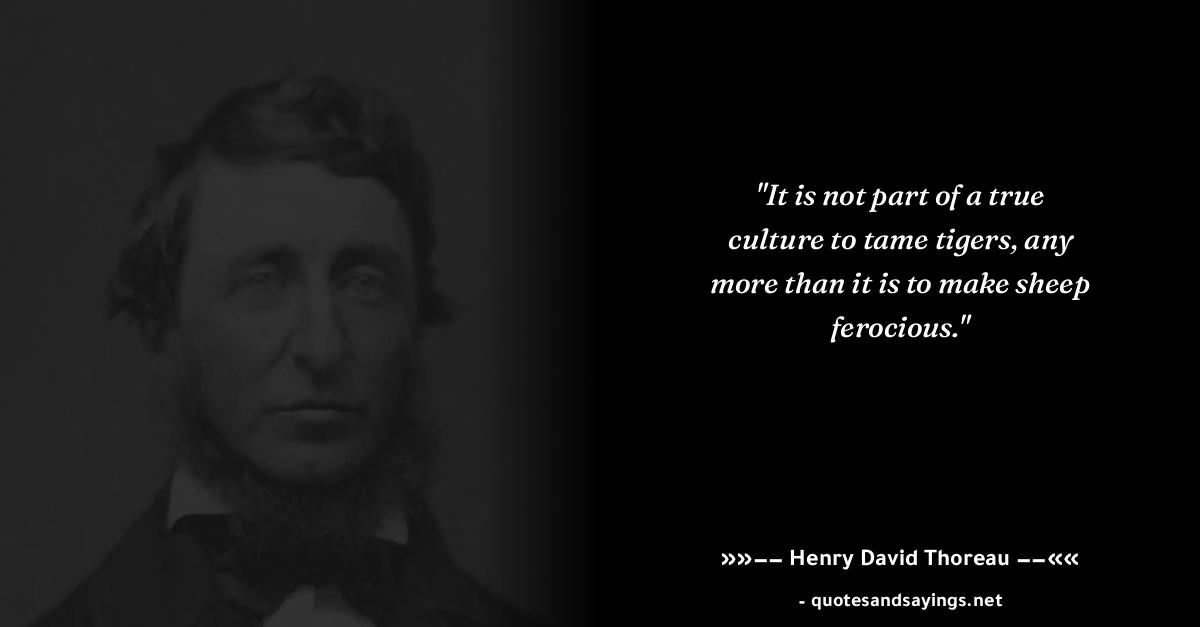 "It is not part of a true
culture to tame tigers, any
more than it is to make sheep
ferocious."
»»−− Henry David Thoreau −−««
- quotesandsayings.net